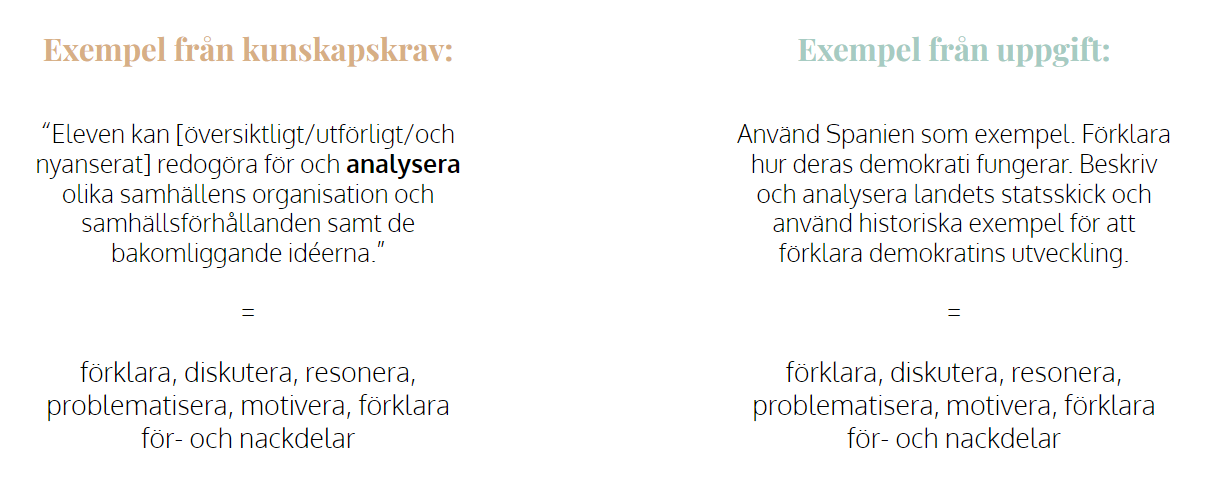 Exempel från kunskapskrav:
“Eleven kan [översiktligt/utförligt/och
nyanserat] redogöra för och analysera
olika samhällens organisation och
samhällsförhållanden samt de
bakomliggande idéerna.”
=
förklara, diskutera, resonera,
problematisera, motivera, förklara
för- och nackdelar
Exempel från uppgift:
Använd Spanien som exempel. Förklara
hur deras demokrati fungerar. Beskriv
och analysera landets statsskick och
använd historiska exempel för att
förklara demokratins utveckling.
=
förklara, diskutera, resonera,
problematisera, motivera, förklara
för- och nackdelar